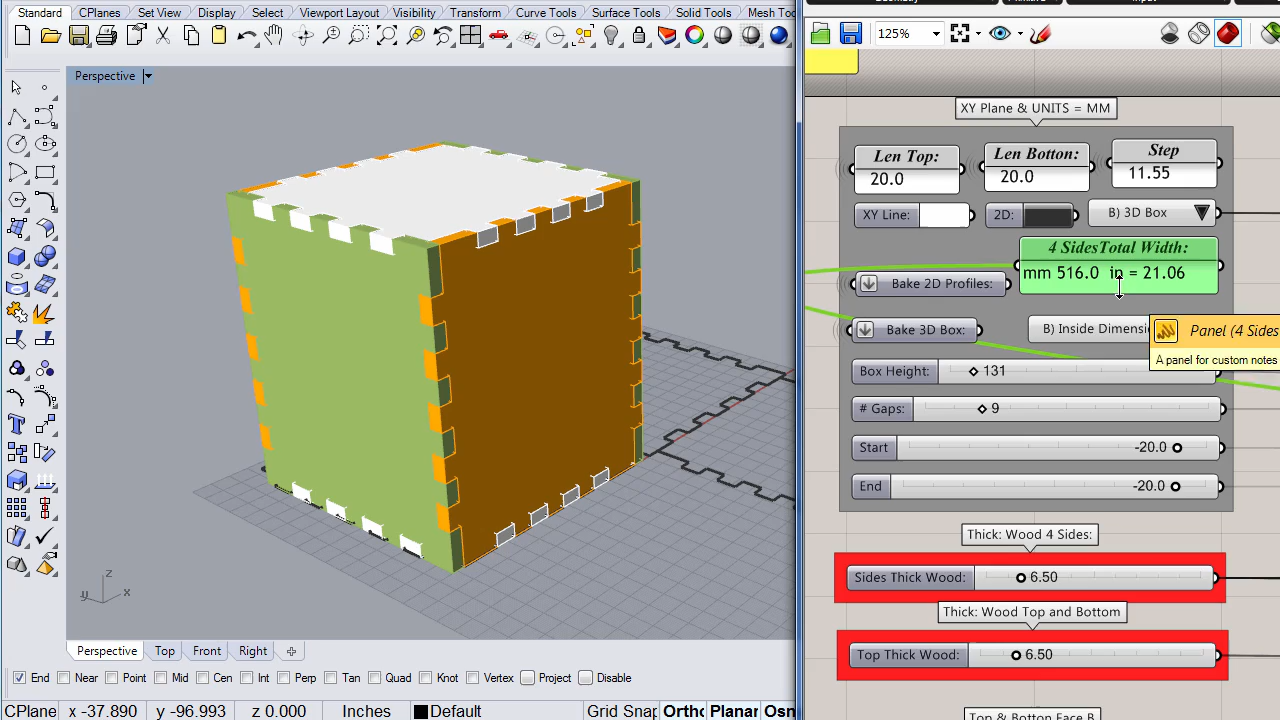 Standard CPlanes Set View Display Select Viewport Layout Visibility Transform Curve Tools Surface Tools Solid Tools Mesh Too
Perspective
z
y x
Perspective Top Front Right
End Near Point Mid Cen Int Perp Tan Quad Knot Vertex Project Disable
CPlane x -37.890 y -96.993 z 0.000 Inches Default Grid Snap Ortho Planar Osn
125%
XY Plane & UNITS = MM
Len Top:
20.0
Len Botton:
20.0
Step
11.55
XY Line:
2D:
B) 3D Box
4 SidesTotal Width:
mm 516.0 in = 21.06
Bake 2D Profiles:
Bake 3D Box:
B) Inside Dimensi
Panel (4 Sides
A panel for custom notes
Box Height: 131
# Gaps: 9
Start -20.0
End -20.0
Thick: Wood 4 Sides:
Sides Thick Wood: 6.50
Thick: Wood Top and Bottom
Top Thick Wood: 6.50
Top & Bottom Face B